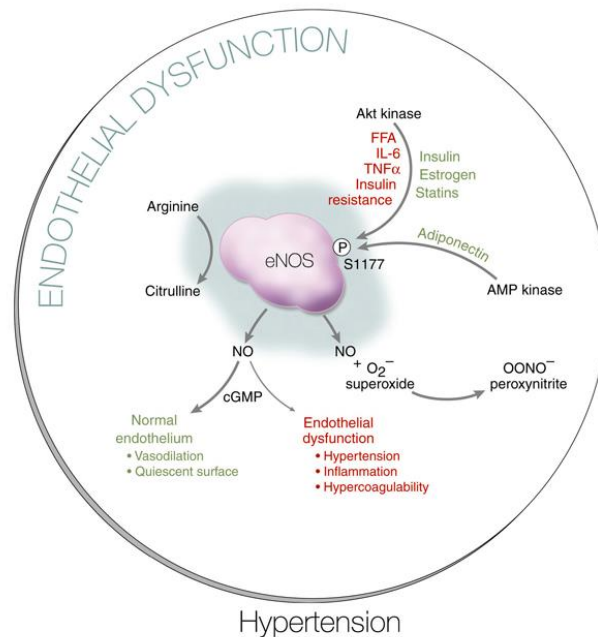 ENDOTHELIAL DYSFUNCTION
Akt kinase
FFA
IL-6
TNFα
Insulin
resistance
Insulin
Estrogen
Statins
Arginine
Citrulline
eNOS
P
S1177
Adiponectin
AMP kinase
NO
NO
+ O₂⁻
superoxide
OONO⁻
peroxynitrite
cGMP
Normal
endothelium
• Vasodilation
• Quiescent surface
Endothelial
dysfunction
• Hypertension
• Inflammation
• Hypercoagulability
Hypertension